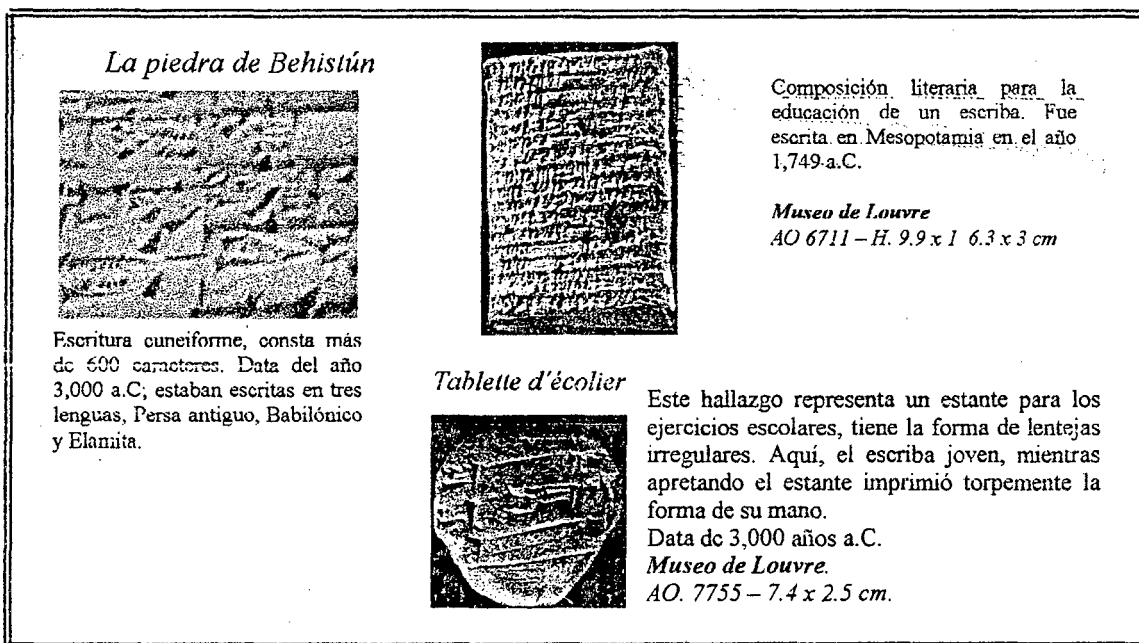 La piedra de Behistún
Escritura cuneiforme, consta más
de 600 caracteres. Data del año
3,000 a.C; estaban escritas en tres
lenguas, Persa antiguo, Babilónico
y Elamita.
Composición literaria para la
educación de un escriba. Fue
escrita en Mesopotamia en el año
1,749 a.C.
Museo de Louvre
AO 6711 – H. 9.9 x 1 6.3 x 3 cm
Tablette d'écolier
Este hallazgo representa un estante para los
ejercicios escolares, tiene la forma de lentejas
irregulares. Aquí, el escriba joven, mientras
apretando el estante imprimió torpemente la
forma de su mano.
Data de 3,000 años a.C.
Museo de Louvre.
AO. 7755 – 7.4 x 2.5 cm.